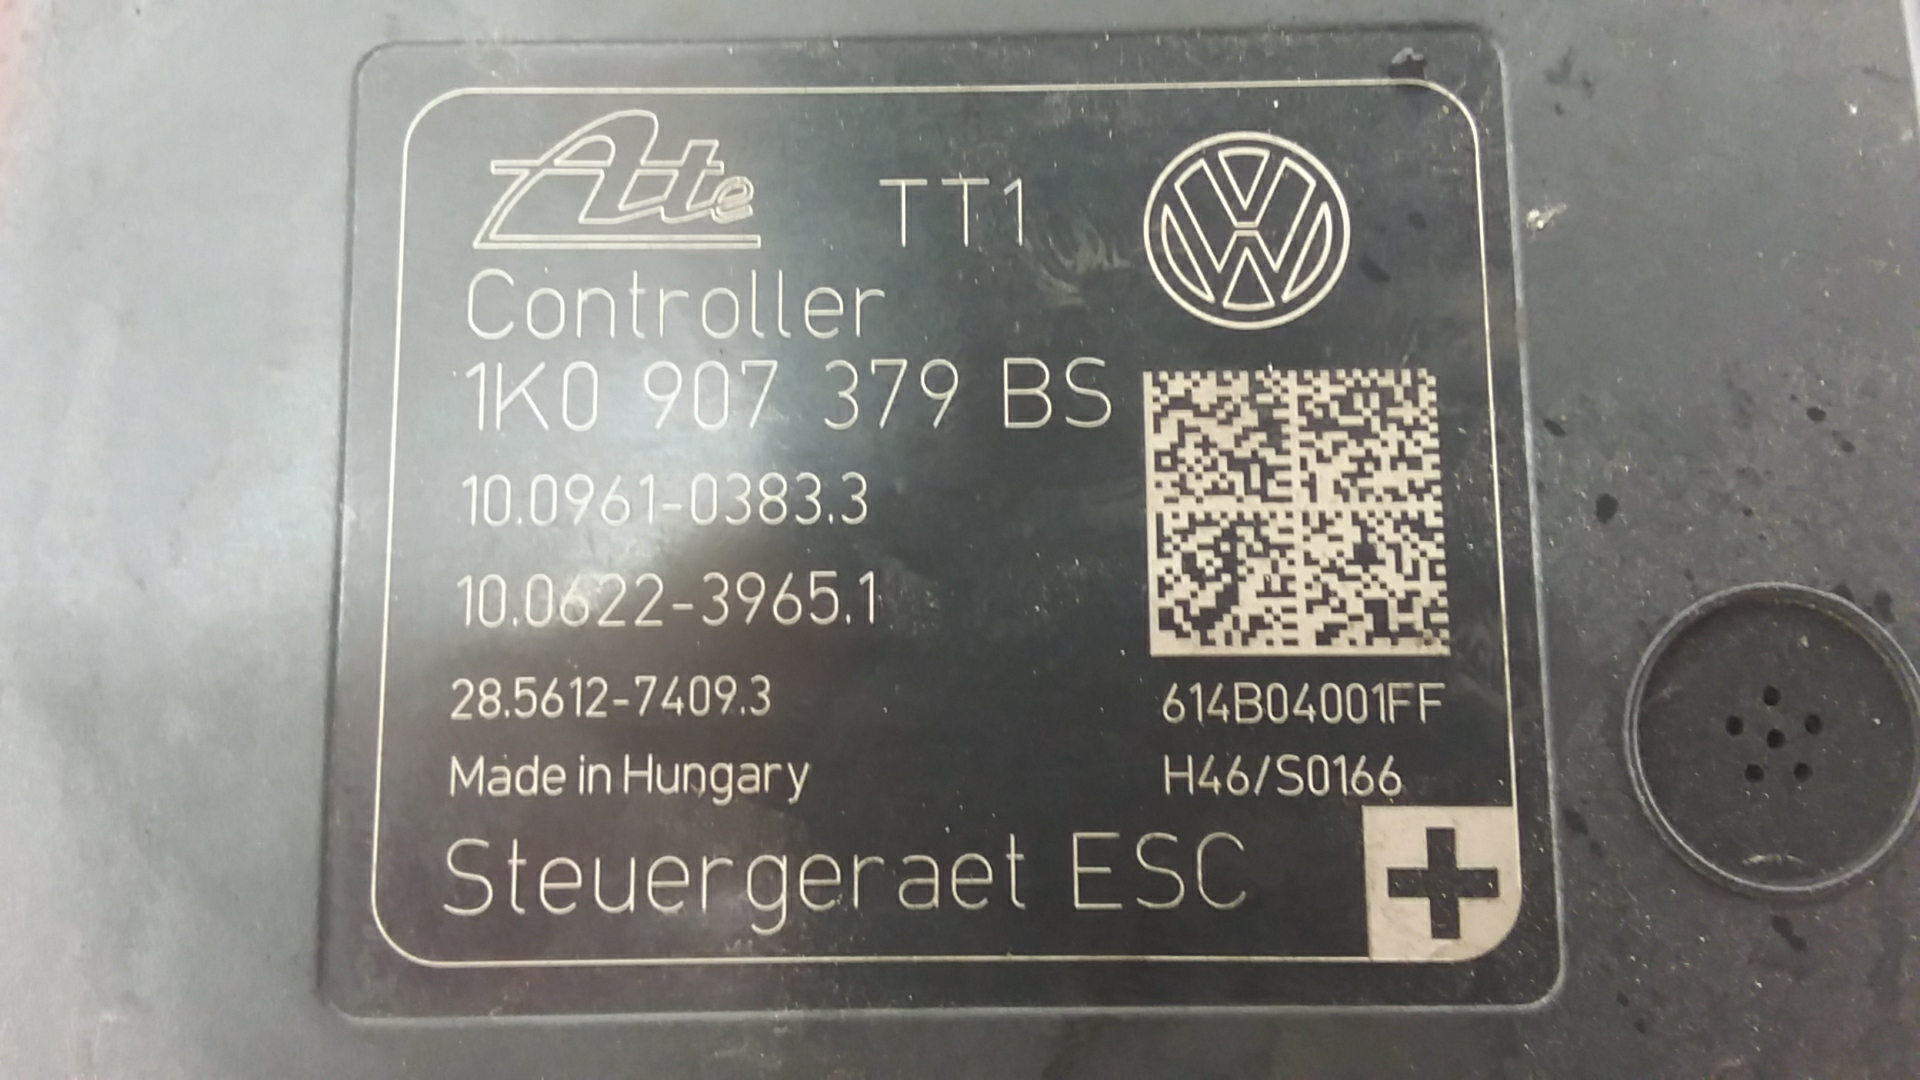 Ate TT1
Controller
1K0 907 379 BS
10.0961-0383.3
10.0622-3965.1
28.5612-7409.3
614B04001FF
Made in Hungary
H46/S0166
Steuergeraet ESC